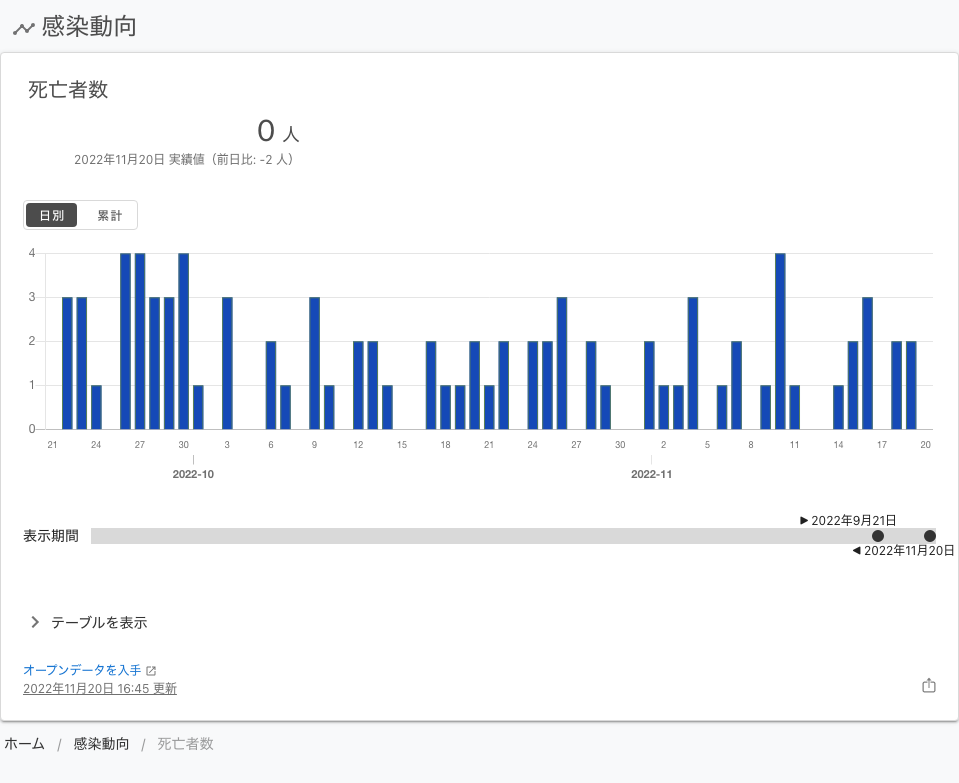 感染動向
死亡者数
0 人
2022年11月20日 実績値（前日比: -2 人）
日別 累計
4
3
2
1
0
21 24 27 30 3 6 9 12 15 18 21 24 27 30 2 5 8 11 14 17 20
2022-10 2022-11
2022年9月21日
表示期間
2022年11月20日
テーブルを表示
オープンデータを入手
2022年11月20日 16:45 更新
ホーム / 感染動向 / 死亡者数